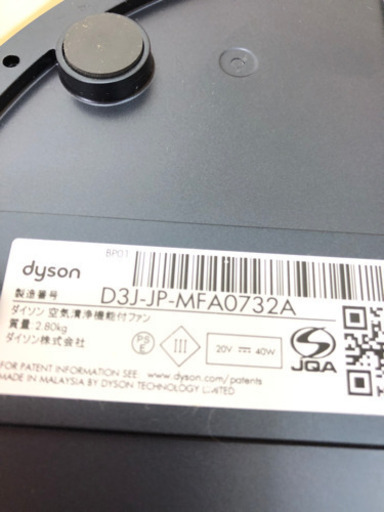 BP01
dyson
製造番号 D3J-JP-MFA0732A
ダイソン 空気清浄機能付ファン
質量 2.80kg
ダイソン株式会社
PS
E
III
20V 40W
JQA
FOR PATENT INFORMATION SEE www.dyson.com/patents
MADE IN MALAYSIA BY DYSON TECHNOLOGY LIMITED